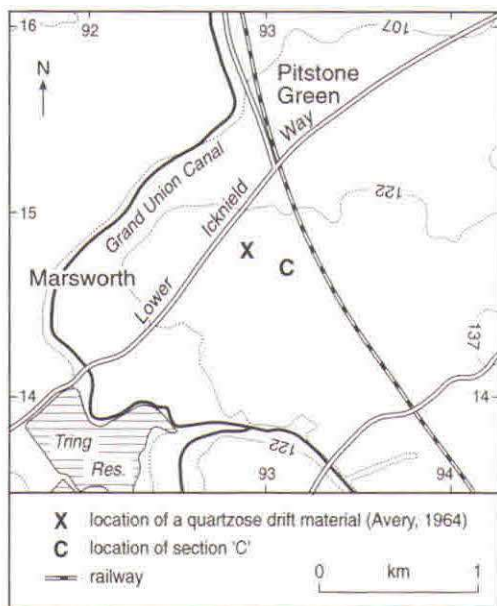 16
92
93
107
N
Pitstone
Green
Way
Icknield
Lower
Grand Union Canal
122
15
X
C
Marsworth
137
14
14
Tring
Res.
122
93
94
X location of a quartzose drift material (Avery, 1964)
C location of section 'C'
railway
0 km 1